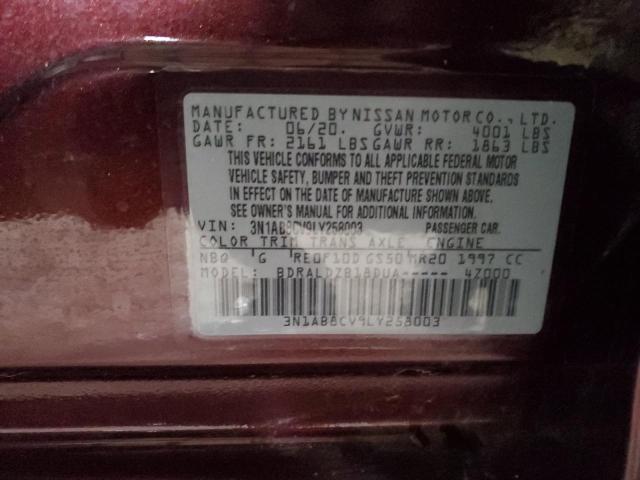 MANUFACTURED BY NISSAN MOTOR CO., LTD.
DATE: 06/20. GVWR: 4001 LBS
GAWR FR: 2161 LBS GAWR RR: 1863 LBS
THIS VEHICLE CONFORMS TO ALL APPLICABLE FEDERAL MOTOR
VEHICLE SAFETY, BUMPER AND THEFT PREVENTION STANDARDS
IN EFFECT ON THE DATE OF MANUFACTURE SHOWN ABOVE.
SEE OWNER'S MANUAL FOR ADDITIONAL INFORMATION.
VIN: 3N1AB8CV9LY258003 PASSENGER CAR.
COLOR TRIM TRANS AXLE ENGINE
NBQ G RE0F10D GS50 MR20 1997 CC
MODEL: BDRALDZB18DUA----- 4Z000
3N1AB8CV9LY258003